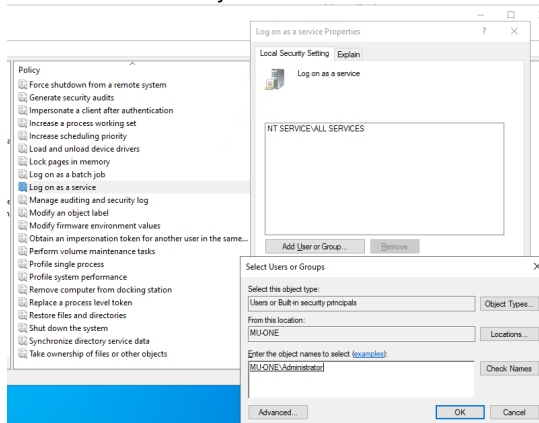 Log on as a service Properties
Local Security Setting
Explain
Log on as a service
NT SERVICE\ALL SERVICES
Add User or Group...
Remove
Policy
Force shutdown from a remote system
Generate security audits
Impersonate a client after authentication
Increase a process working set
Increase scheduling priority
Load and unload device drivers
Lock pages in memory
Log on as a batch job
Log on as a service
Manage auditing and security log
Modify an object label
Modify firmware environment values
Obtain an impersonation token for another user in the same...
Perform volume maintenance tasks
Profile single process
Profile system performance
Remove computer from docking station
Replace a process level token
Restore files and directories
Shut down the system
Synchronize directory service data
Take ownership of files or other objects
Select Users or Groups
Select this object type:
Users or Built-in security principals
Object Types...
From this location:
MU-ONE
Locations...
Enter the object names to select (examples):
MU-ONE\Administrator
Check Names
Advanced...
OK
Cancel